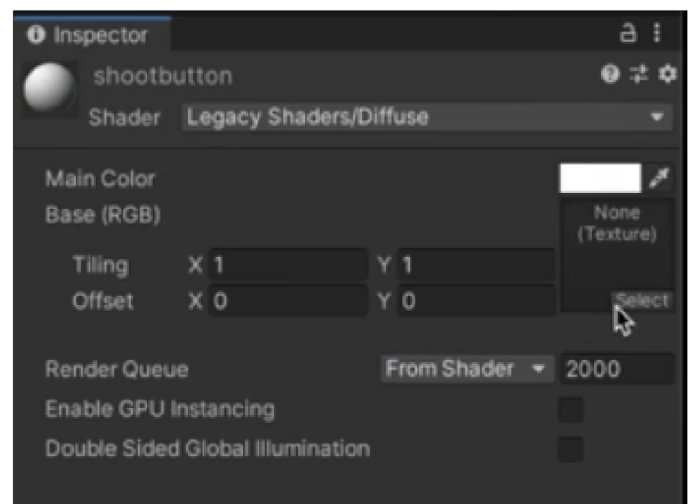 Inspector
shootbutton
Shader Legacy Shaders/Diffuse
Main Color
Base (RGB)
None
(Texture)
Tiling X 1 Y 1
Offset X 0 Y 0
Select
Render Queue From Shader 2000
Enable GPU Instancing
Double Sided Global Illumination